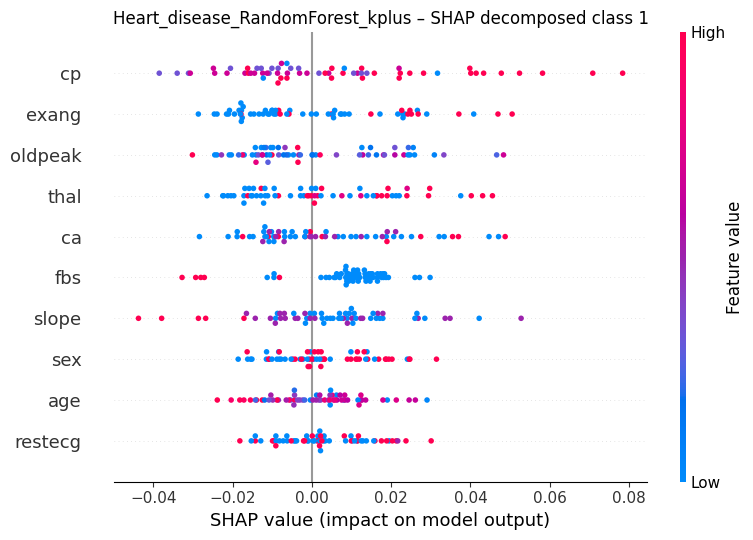 Heart_disease_RandomForest_kplus – SHAP decomposed class 1
High
cp
exang
oldpeak
thal
ca
fbs
slope
sex
age
restecg
Feature value
Low
−0.04 −0.02 0.00 0.02 0.04 0.06 0.08
SHAP value (impact on model output)